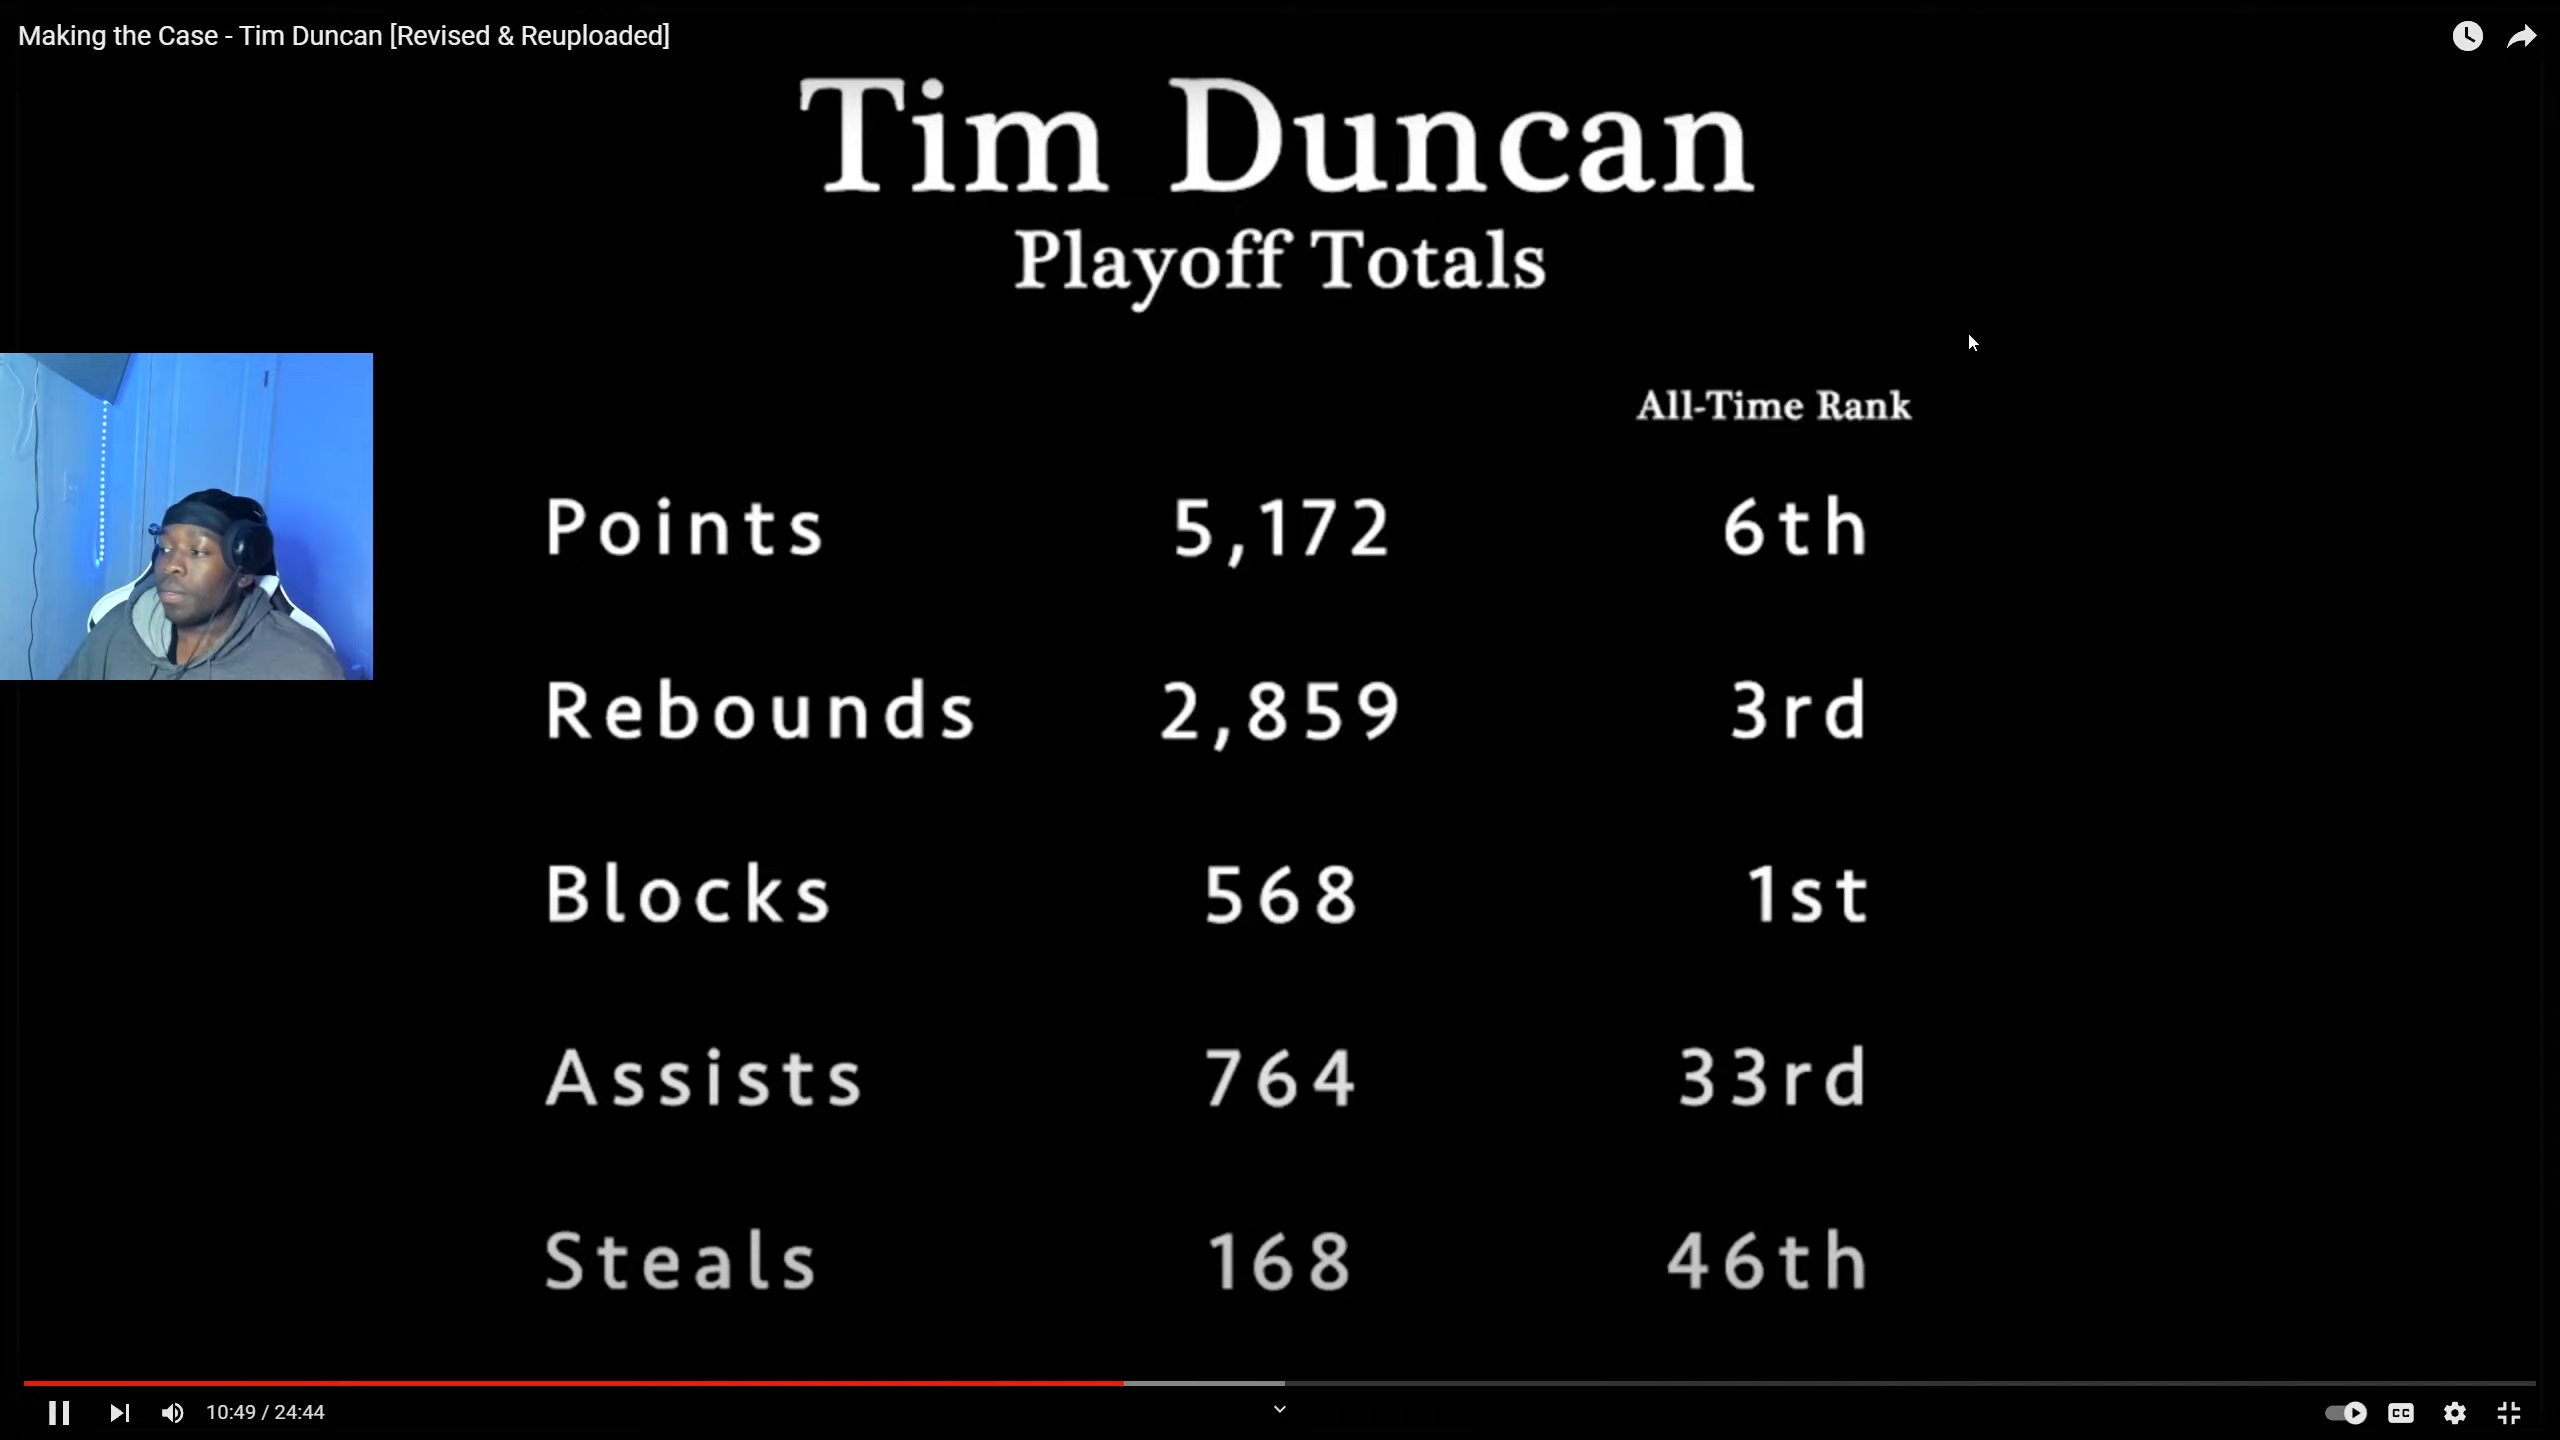 Making the Case - Tim Duncan [Revised & Reuploaded]
Tim Duncan
Playoff Totals
All-Time Rank
Points 5,172 6th
Rebounds 2,859 3rd
Blocks 568 1st
Assists 764 33rd
Steals 168 46th
10:49 / 24:44
CC